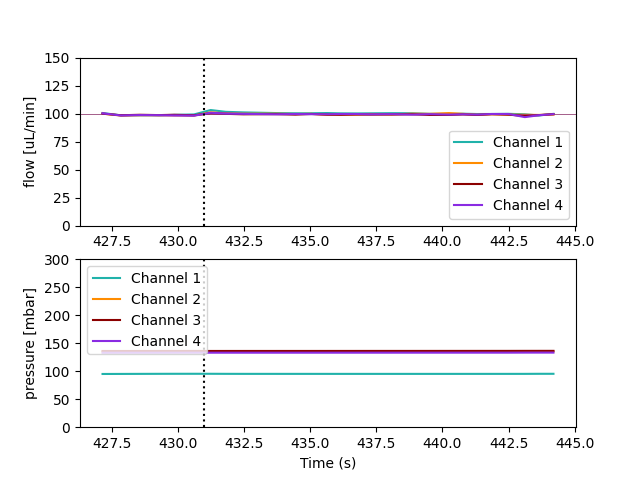 150
125
100
75
50
25
0
flow [uL/min]
Channel 1
Channel 2
Channel 3
Channel 4
427.5 430.0 432.5 435.0 437.5 440.0 442.5 445.0
300
250
200
150
100
50
0
pressure [mbar]
Channel 1
Channel 2
Channel 3
Channel 4
427.5 430.0 432.5 435.0 437.5 440.0 442.5 445.0
Time (s)